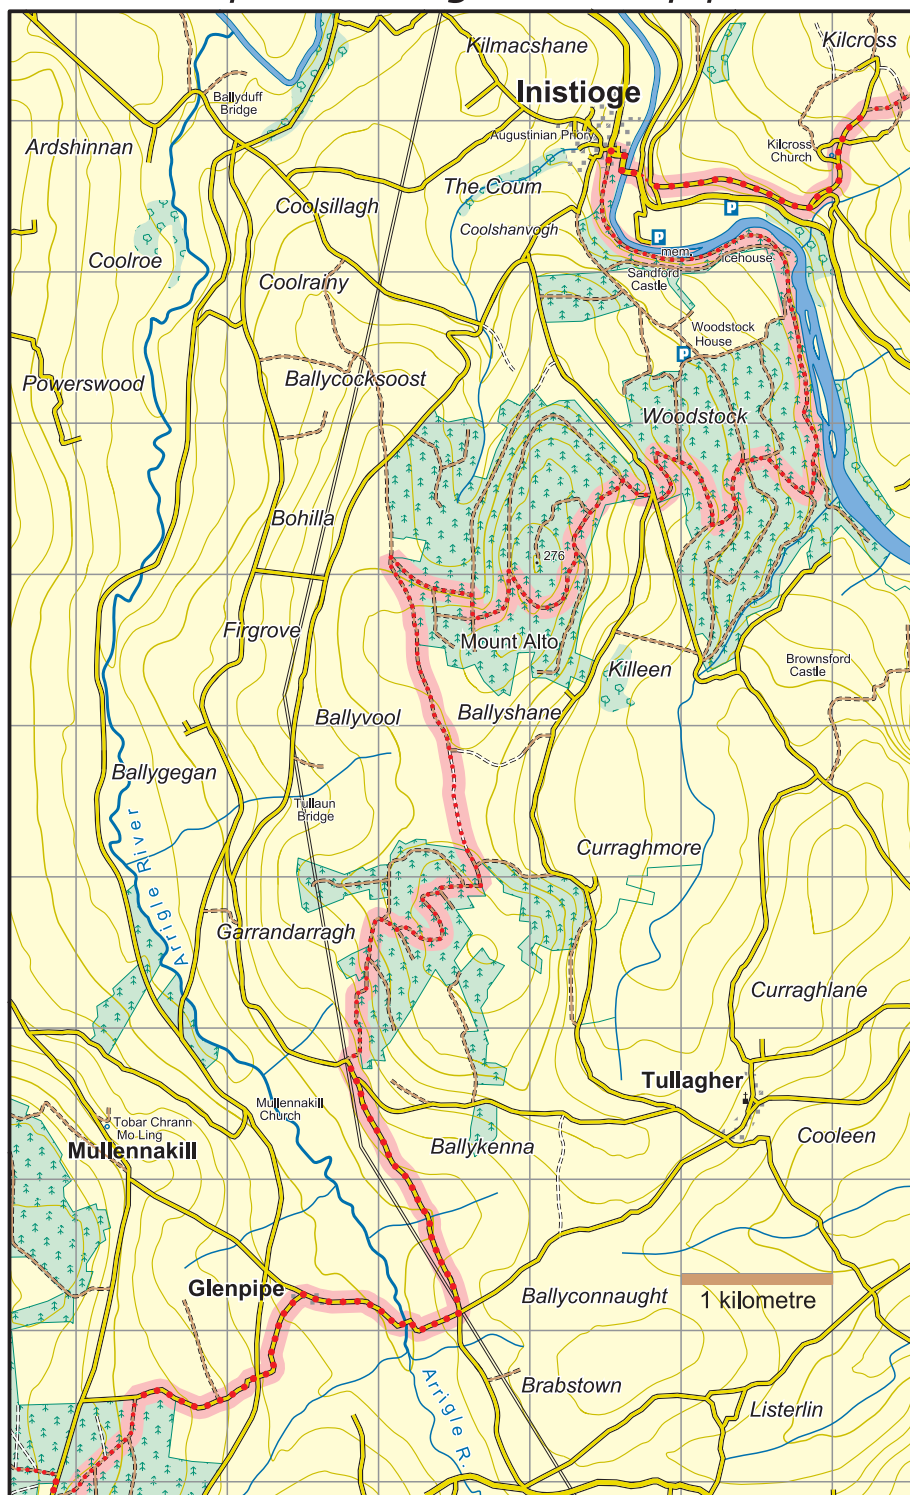 Kilmacshane
Kilcross
Inistioge
Ballyduff
Bridge
Augustinian Priory
Ardshinnan
Kilcross
Church
The Coum
Coolsillagh
Coolshanvogh
P
P
Coolroe
mem.
Icehouse
Coolrainy
Sandford
Castle
Woodstock
House
P
Powerswood
Ballycocksoost
Woodstock
Bohilla
276
Firgrove
Mount Alto
Killeen
Brownsford
Castle
Ballyvool
Ballyshane
Ballygegan
Tullaun
Bridge
Arrigle River
Curraghmore
Garrandarragh
Curraghlane
Tullagher
Mullennakill
Church
Tobar Chrann
Mo Ling
Mullennakill
Ballykenna
Cooleen
Glenpipe
Ballyconnaught
1 kilometre
Arrigle R.
Brabstown
Listerlin